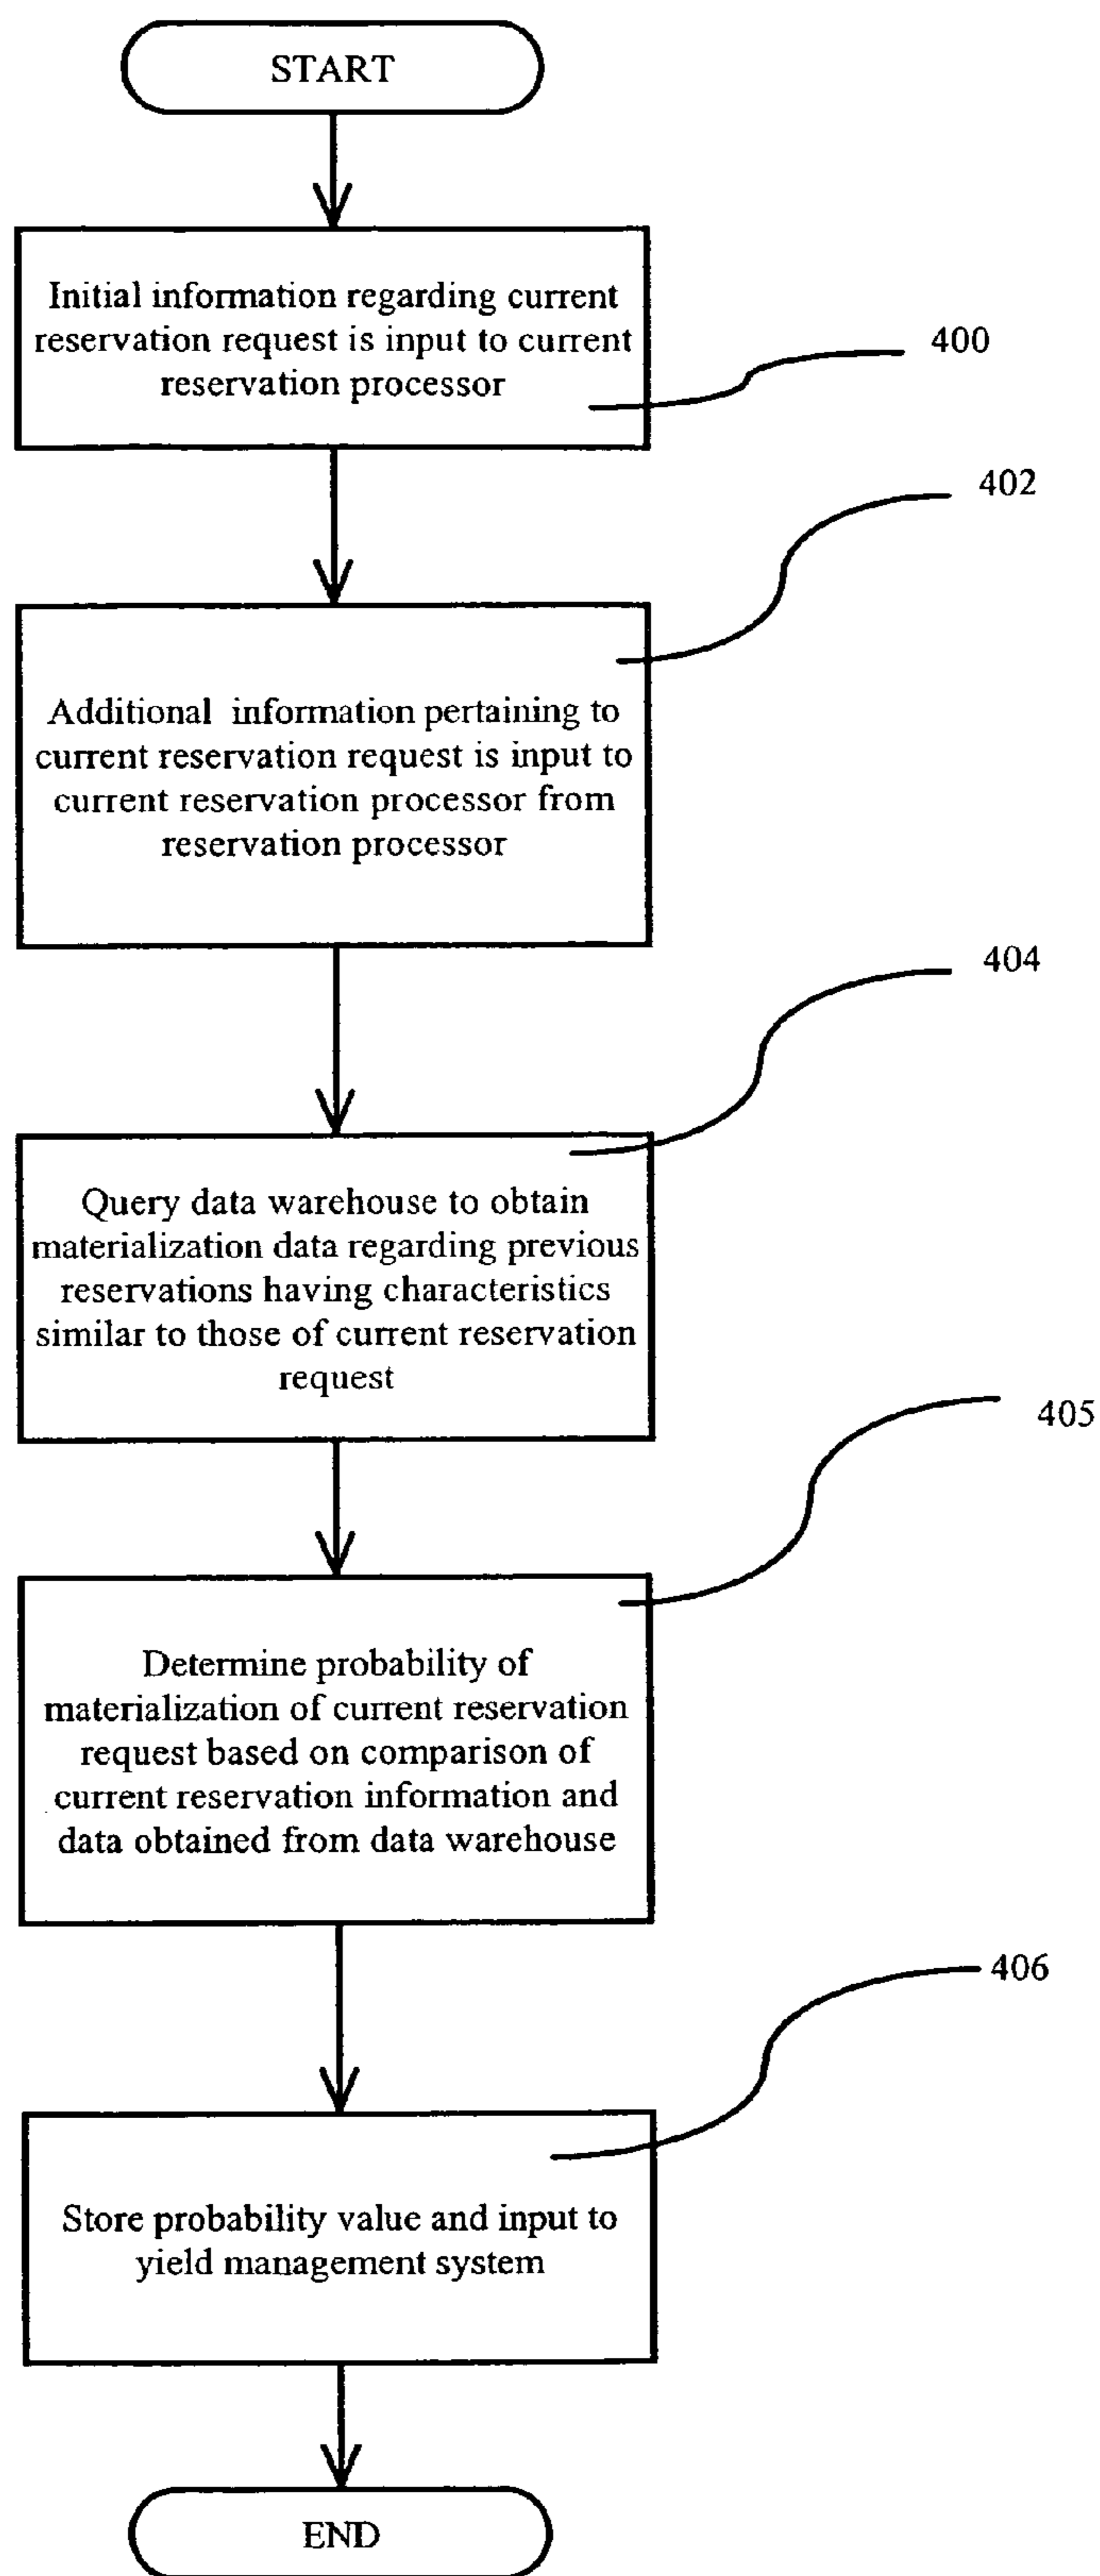 START
Initial information regarding current
reservation request is input to current
reservation processor
400
402
Additional information pertaining to
current reservation request is input to
current reservation processor from
reservation processor
404
Query data warehouse to obtain
materialization data regarding previous
reservations having characteristics
similar to those of current reservation
request
405
Determine probability of
materialization of current reservation
request based on comparison of
current reservation information and
data obtained from data warehouse
406
Store probability value and input to
yield management system
END